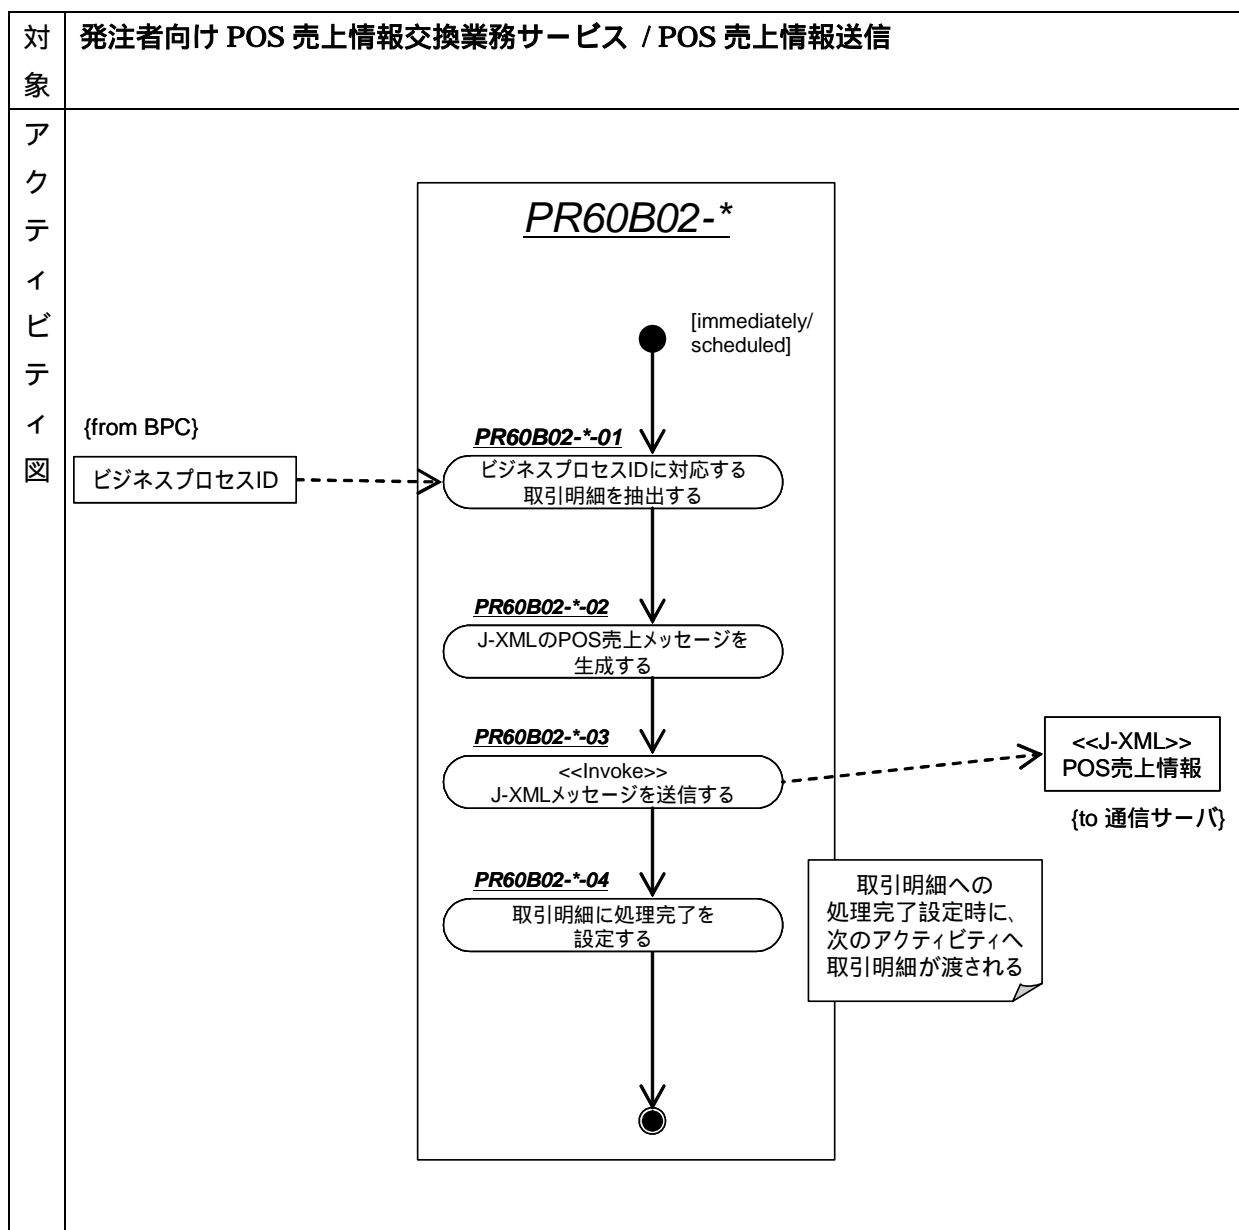 対象
発注者向け POS 売上情報交換業務サービス / POS 売上情報送信
アクティビティ図
PR60B02-*
[immediately/
scheduled]
{from BPC}
ビジネスプロセスID
PR60B02-*-01
ビジネスプロセスIDに対応する
取引明細を抽出する
PR60B02-*-02
J-XMLのPOS売上メッセージを
生成する
PR60B02-*-03
<<Invoke>>
J-XMLメッセージを送信する
<<J-XML>>
POS売上情報
{to 通信サーバ}
PR60B02-*-04
取引明細に処理完了を
設定する
取引明細への
処理完了設定時に、
次のアクティビティへ
取引明細が渡される